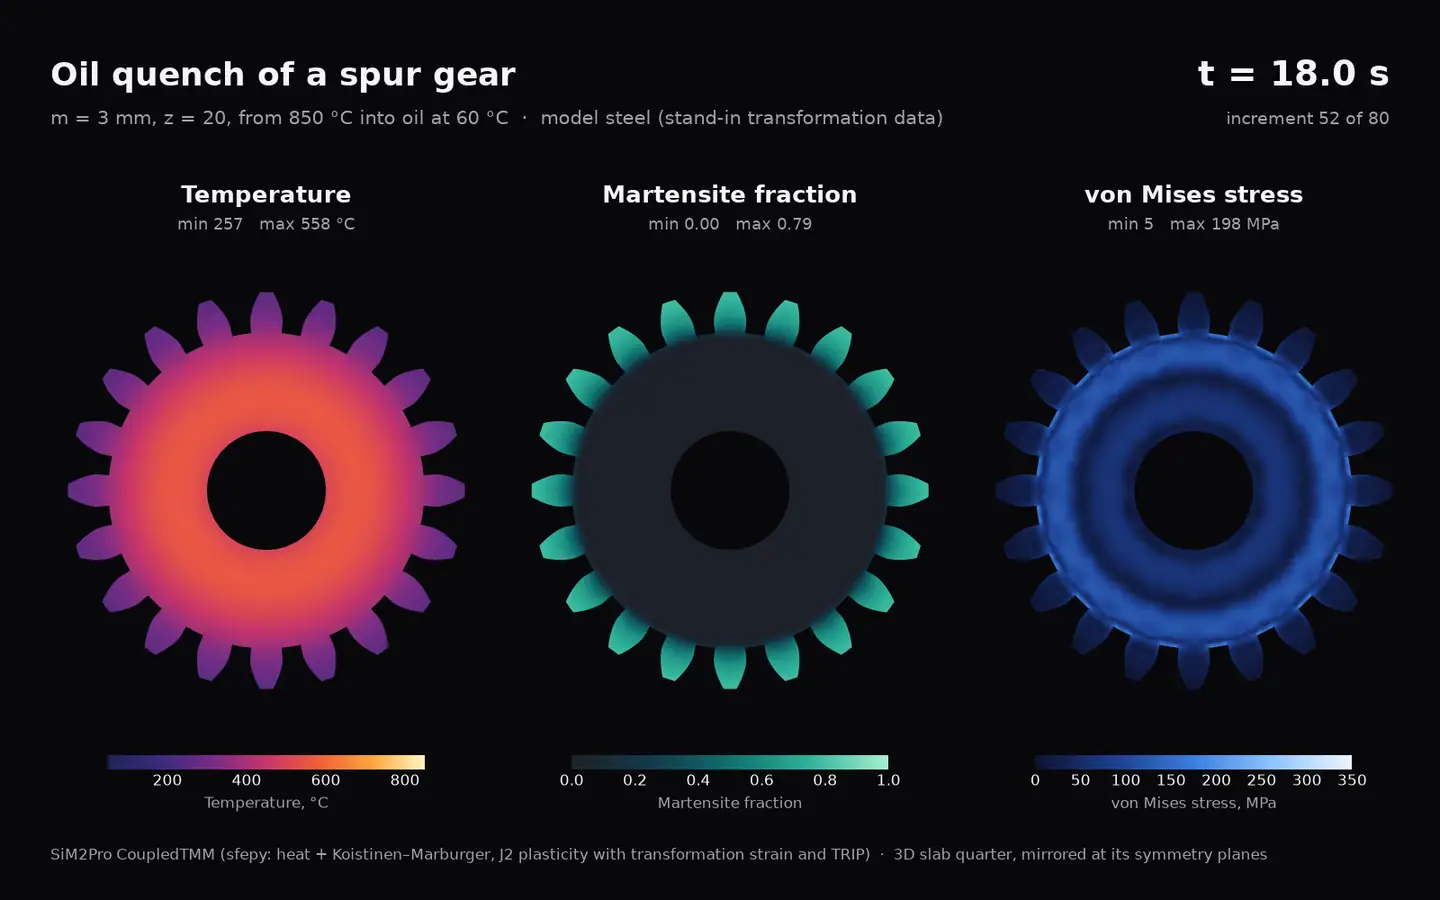 Oil quench of a spur gear
t = 18.0 s
m = 3 mm, z = 20, from 850 °C into oil at 60 °C · model steel (stand-in transformation data)
increment 52 of 80
Temperature
min 257 max 558 °C
Martensite fraction
min 0.00 max 0.79
von Mises stress
min 5 max 198 MPa
200 400 600 800
Temperature, °C
0.0 0.2 0.4 0.6 0.8 1.0
Martensite fraction
0 50 100 150 200 250 300 350
von Mises stress, MPa
SiM2Pro CoupledTMM (sfepy: heat + Koistinen–Marburger, J2 plasticity with transformation strain and TRIP) · 3D slab quarter, mirrored at its symmetry planes